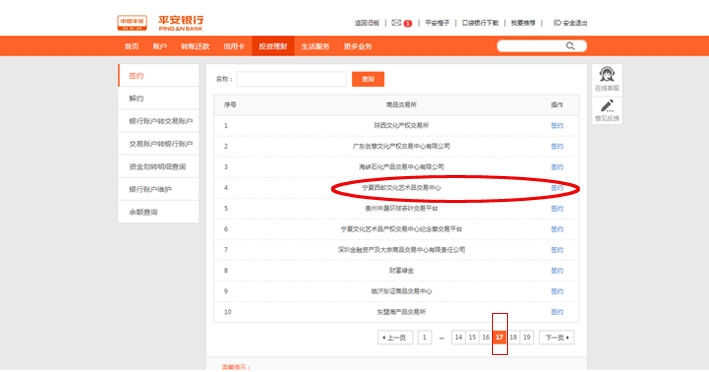 中国平安 平安银行
PINGAN BANK
返回旧版 | 1 | 平安橙子 | 口袋银行下载 | 我要推荐 | 安全退出
首页 账户 转账还款 信用卡 投资理财 生活服务 更多业务
签约
解约
银行账户转交易账户
交易账户转银行账户
资金划转明细查询
银行账户维护
余额查询
名称： 查询
序号 商品交易所 操作
1 陕西文化产权交易所 签约
2 广东创意文化产权交易中心有限公司 签约
3 海峡石化产品交易中心有限公司 签约
4 宁夏西部文化艺术品交易中心 签约
5 贵州中晨环球茶叶交易平台 签约
6 宁夏文化艺术品产权交易中心纪念章交易平台 签约
7 深圳金融资产及大宗商品交易中心有限责任公司 签约
8 财富绿金 签约
9 临沂东证商品交易中心 签约
10 东盟海产品交易所 签约
上一页 1 ... 14 15 16 17 18 19 下一页
温馨提示：
在线客服
意见反馈